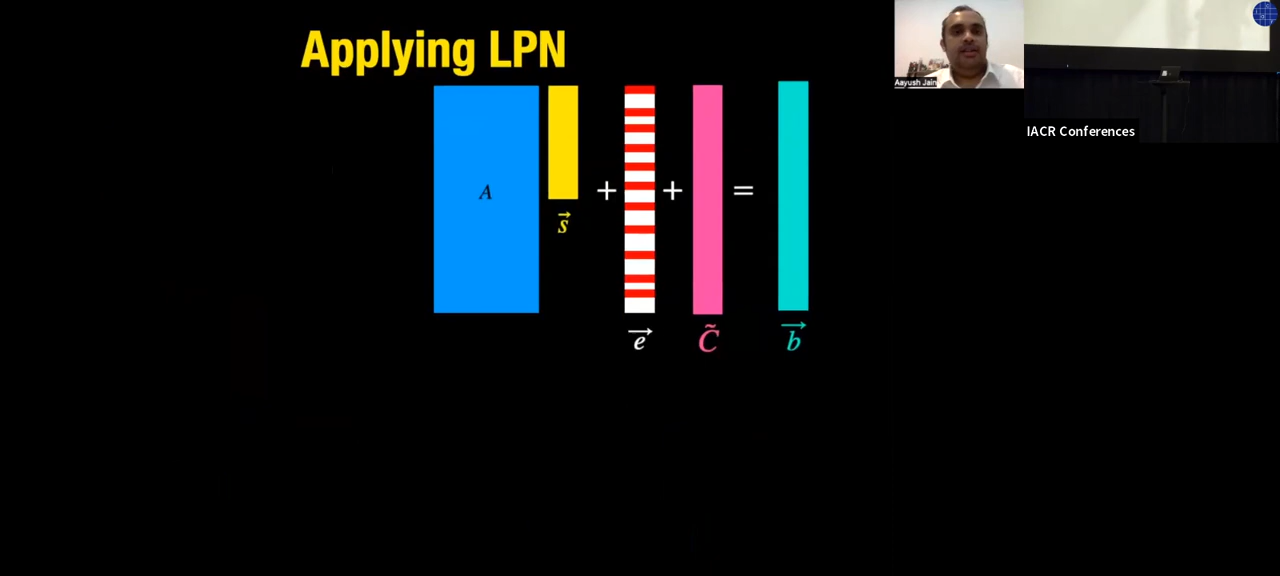 Applying LPN
A
+
+
=
s⃗
e⃗
C̃
b⃗
Aayush Jain
IACR Conferences